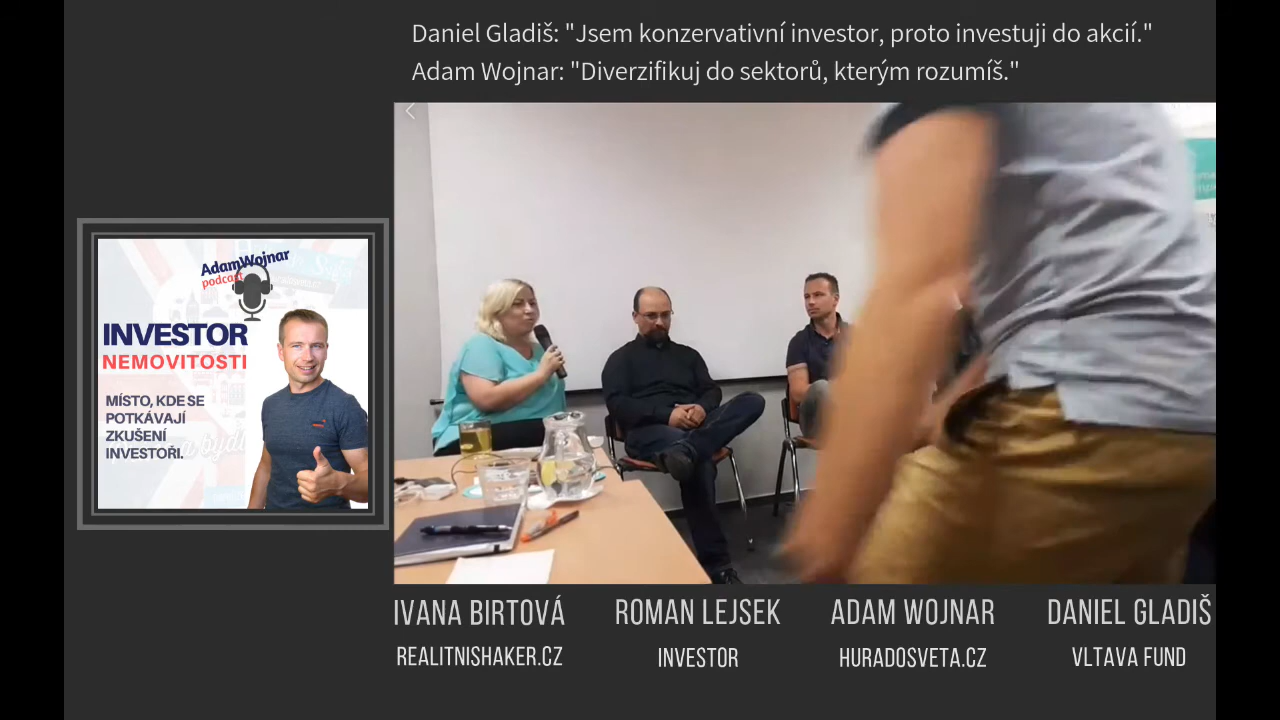 Daniel Gladiš: "Jsem konzervativní investor, proto investuji do akcií."
Adam Wojnar: "Diverzifikuj do sektorů, kterým rozumíš."
AdamWojnar
podcast
INVESTOR
NEMOVITOSTI
MÍSTO, KDE SE
POTKÁVAJÍ
ZKUŠENÍ
INVESTOŘI.
IVANA BIRTOVÁ
ROMAN LEJSEK
ADAM WOJNAR
DANIEL GLADIŠ
REALITNISHAKER.CZ
INVESTOR
HURADOSVETA.CZ
VLTAVA FUND